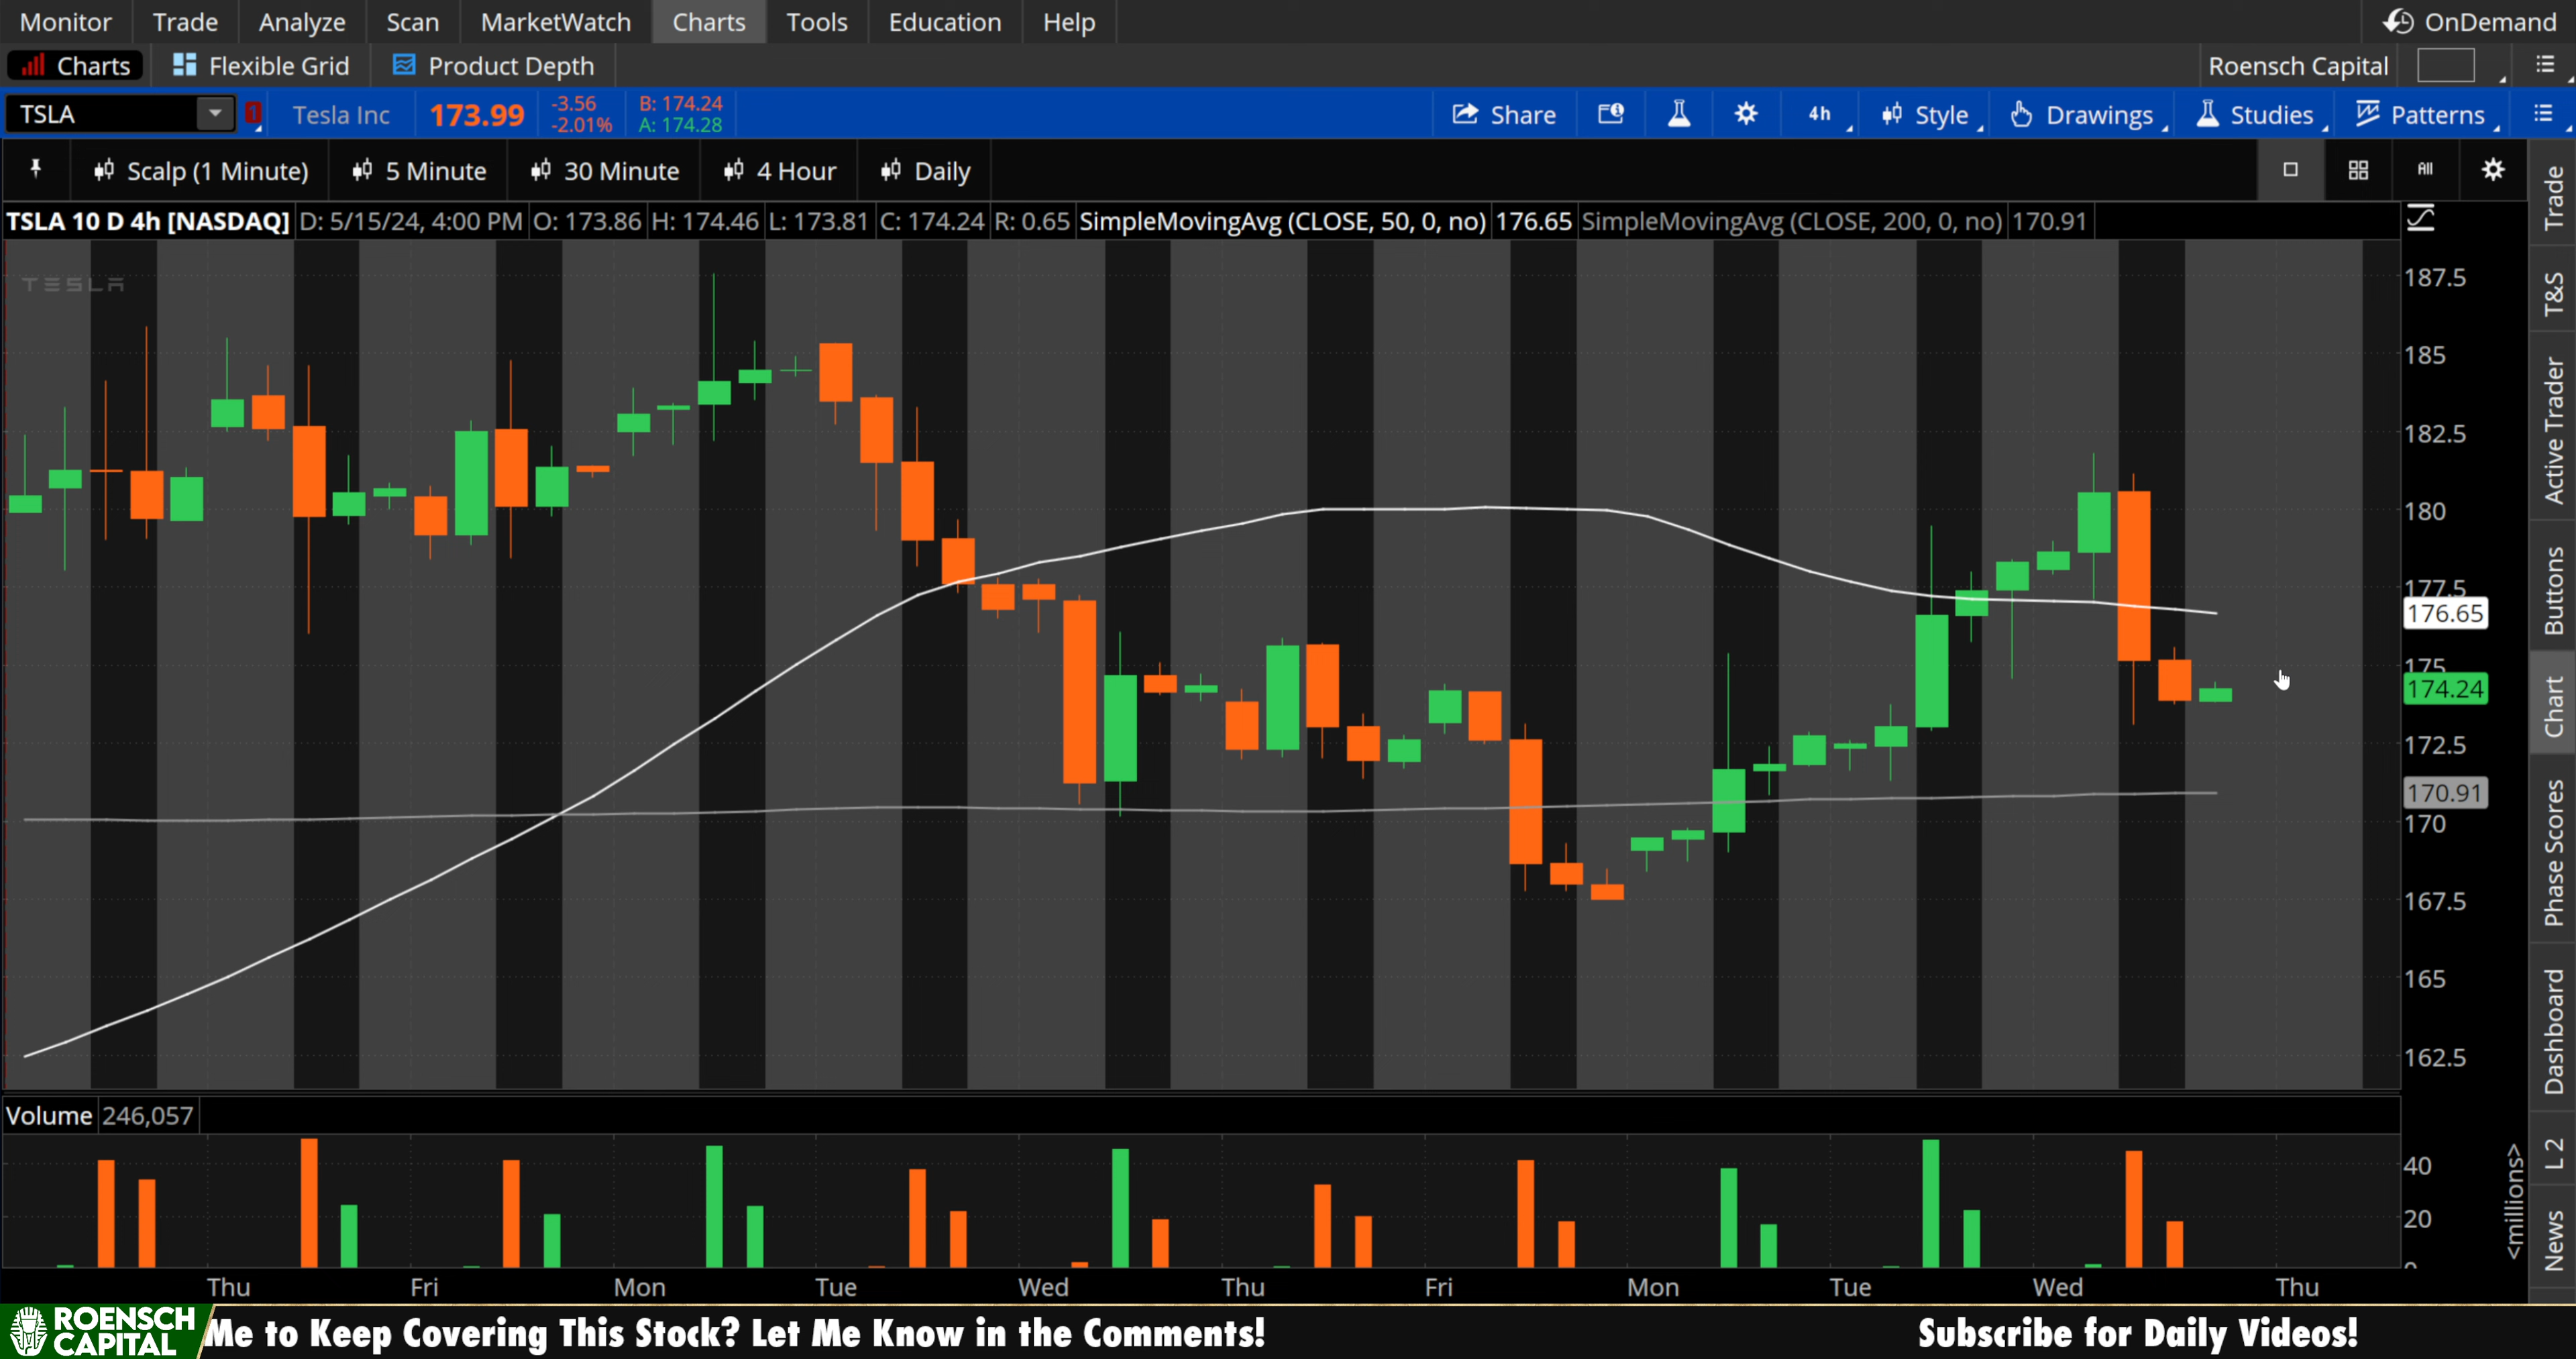 Monitor Trade Analyze Scan MarketWatch Charts Tools Education Help OnDemand
Charts Flexible Grid Product Depth Roensch Capital
TSLA 1 Tesla Inc 173.99 -3.56 B: 174.24 Share 4h Style Drawings Studies Patterns
-2.01% A: 174.28
Scalp (1 Minute) 5 Minute 30 Minute 4 Hour Daily All
TSLA 10 D 4h [NASDAQ] D: 5/15/24, 4:00 PM O: 173.86 H: 174.46 L: 173.81 C: 174.24 R: 0.65 SimpleMovingAvg (CLOSE, 50, 0, no) 176.65 SimpleMovingAvg (CLOSE, 200, 0, no) 170.91
TESLA
187.5
185
182.5
180
177.5
176.65
175
174.24
172.5
170.91
170
167.5
165
162.5
Volume 246,057
40
20
0
<millions>
Thu Fri Mon Tue Wed Thu Fri Mon Tue Wed Thu
Trade
T&S
Active Trader
Buttons
Chart
Phase Scores
Dashboard
L 2
News
ROENSCH
CAPITAL
Me to Keep Covering This Stock? Let Me Know in the Comments! Subscribe for Daily Videos!